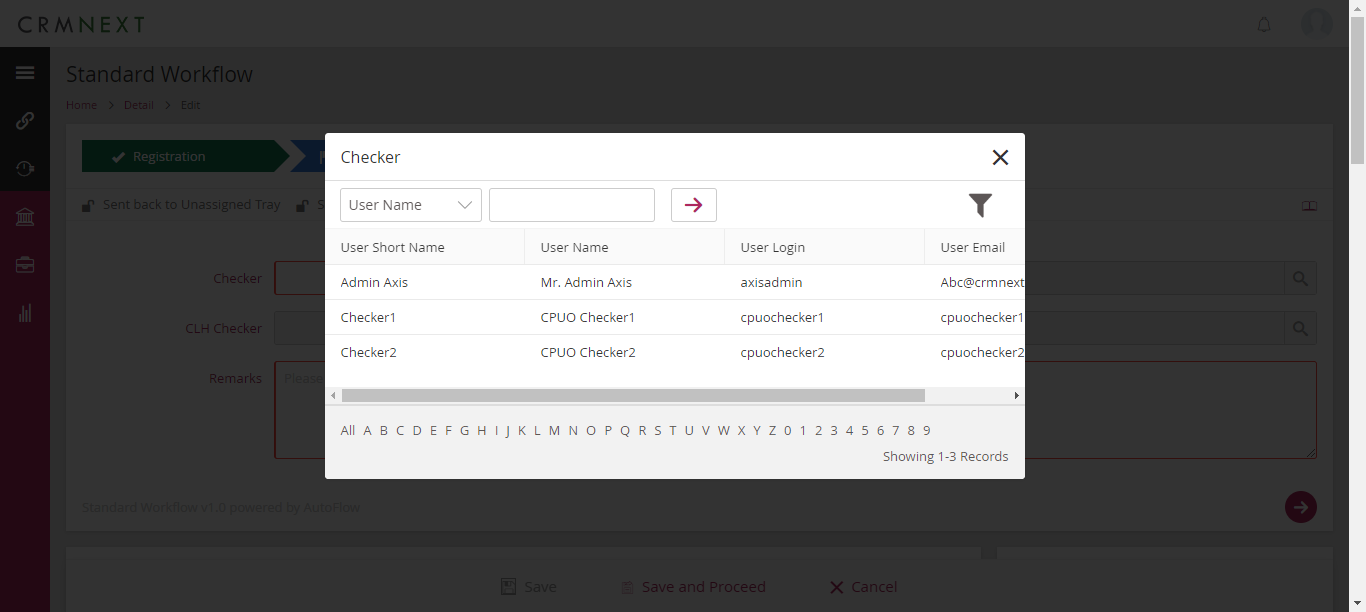 CRMNEXT
Standard Workflow
Home > Detail > Edit
Registration
Sent back to Unassigned Tray
S
Checker
CLH Checker
Remarks
Please
Checker
User Name
User Short Name User Name User Login User Email
Admin Axis Mr. Admin Axis axisadmin Abc@crmnext
Checker1 CPUO Checker1 cpuochecker1 cpuochecker1
Checker2 CPUO Checker2 cpuochecker2 cpuochecker2
All A B C D E F G H I J K L M N O P Q R S T U V W X Y Z 0 1 2 3 4 5 6 7 8 9
Showing 1-3 Records
Standard Workflow v1.0 powered by AutoFlow
Save Save and Proceed Cancel